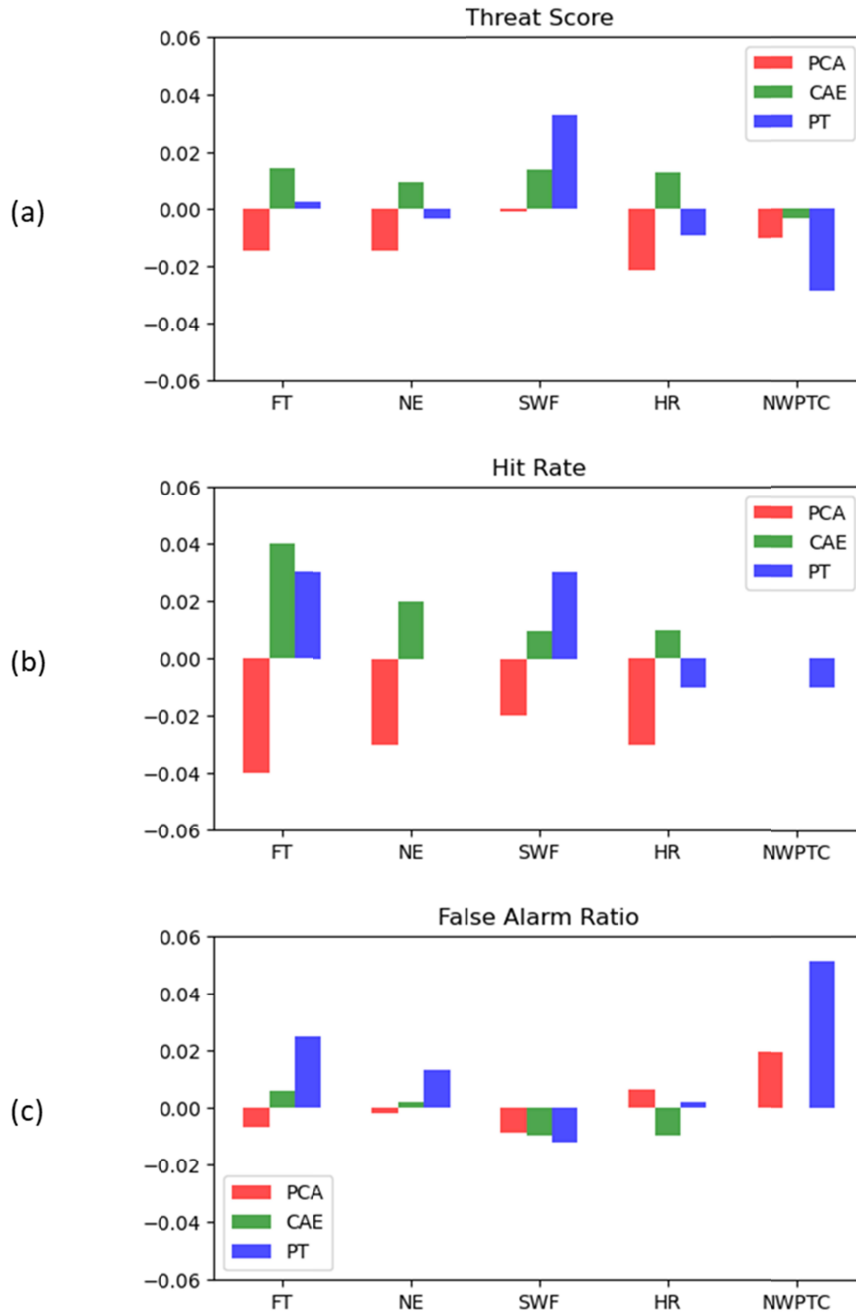 Threat Score
(a)
0.06
0.04
0.02
0.00
−0.02
−0.04
−0.06
PCA
CAE
PT
FT NE SWF HR NWPTC
Hit Rate
(b)
0.06
0.04
0.02
0.00
−0.02
−0.04
−0.06
PCA
CAE
PT
FT NE SWF HR NWPTC
False Alarm Ratio
(c)
0.06
0.04
0.02
0.00
−0.02
−0.04
−0.06
PCA
CAE
PT
FT NE SWF HR NWPTC